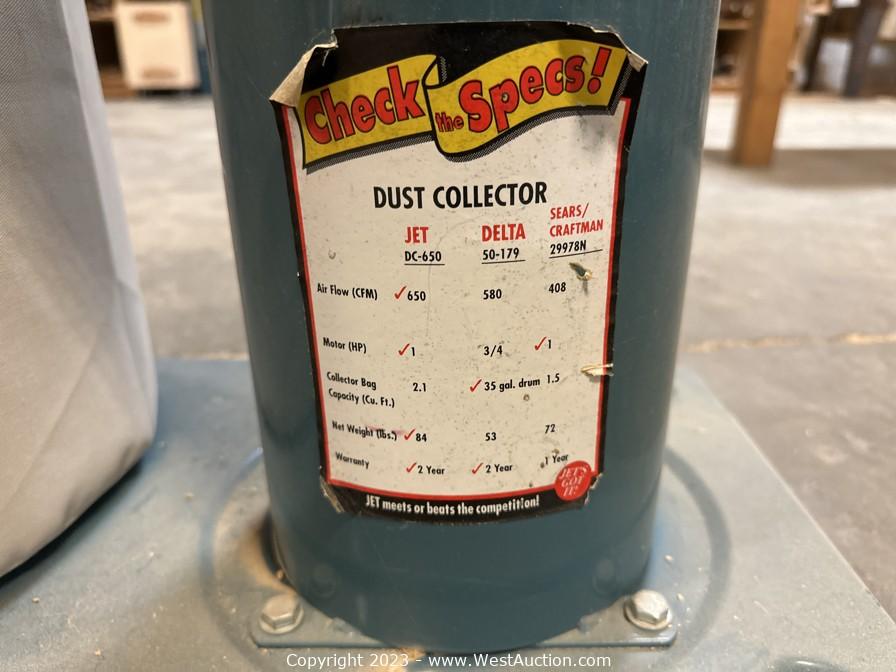 Check the Specs!
DUST COLLECTOR
JET DELTA SEARS/
CRAFTMAN
DC-650 50-179 29978N
Air Flow (CFM) ✓650 580 408
Motor (HP) ✓1 3/4 ✓1
Collector Bag
Capacity (Cu. Ft.) 2.1 ✓35 gal. drum 1.5
Net Weight (lbs.) ✓84 53 72
Warranty ✓2 Year ✓2 Year 1 Year
JET'S
GOT
IT!
JET meets or beats the competition!
Copyright 2023 - www.WestAuction.com